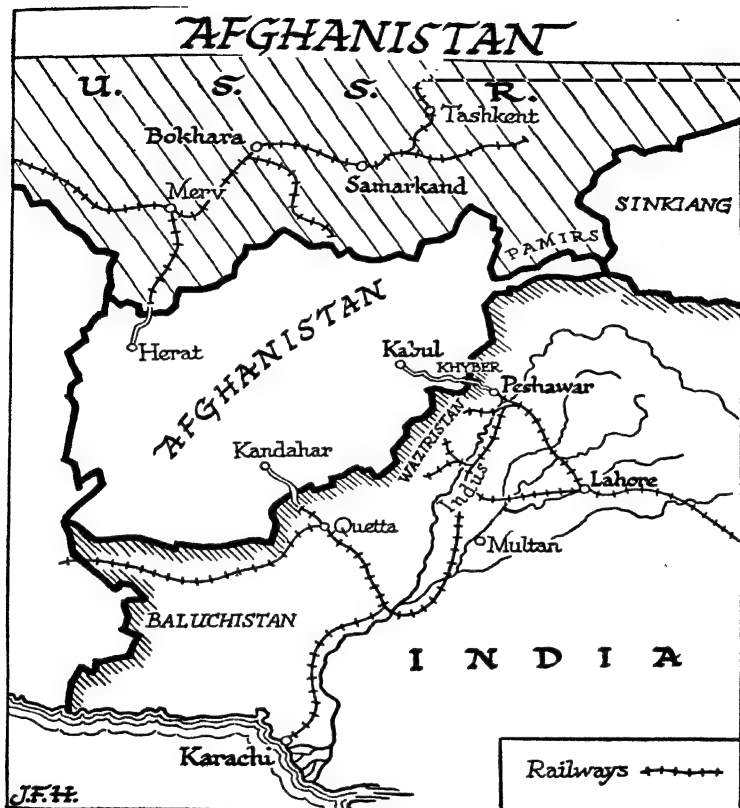 AFGHANISTAN
U. S. S. R.
Tashkent
Bokhara
Samarkand
Merv
SINKIANG
PAMIRS
AFGHANISTAN
Herat
Kabul
KHYBER
Peshawar
WAZIRISTAN
Kandahar
Indus
Lahore
Quetta
Multan
BALUCHISTAN
INDIA
Karachi
Railways
J.F.H.